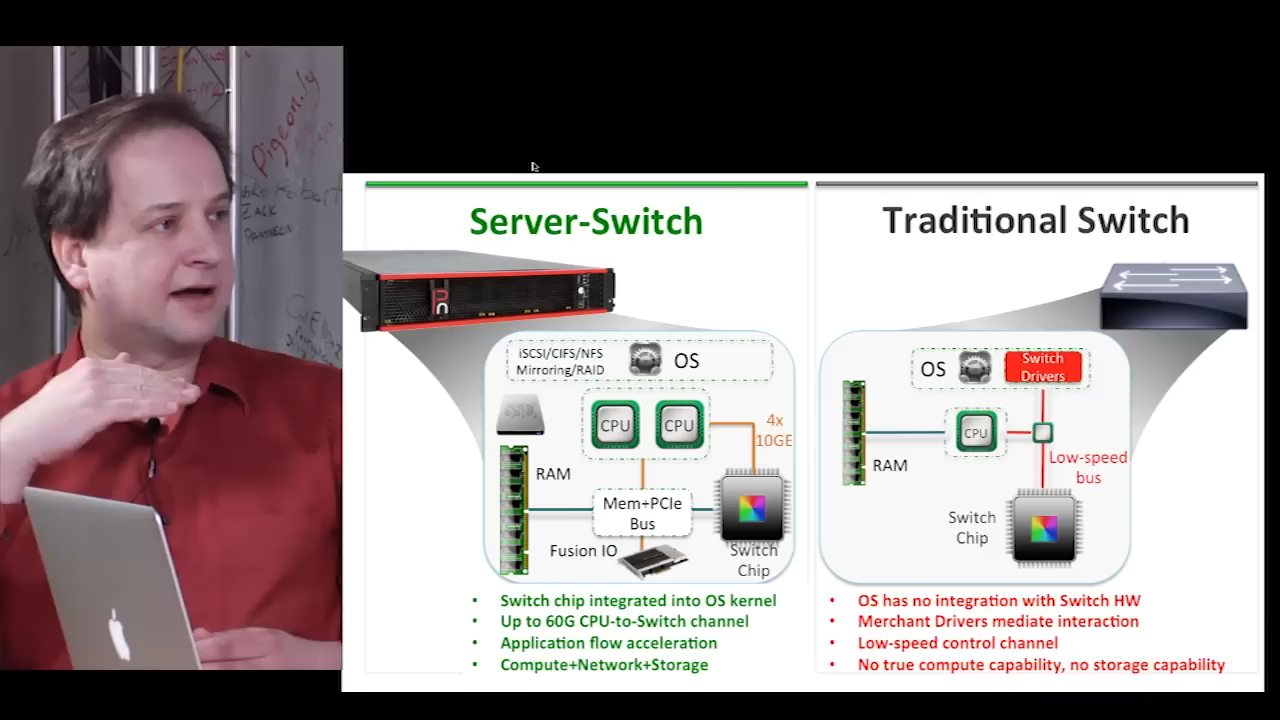 Pigeon.ly
ZACK
Server-Switch
iSCSI/CIFS/NFS
Mirroring/RAID
OS
SSD
CPU
CPU
4x
10GE
RAM
Mem+PCIe
Bus
Fusion IO
Switch
Chip
• Switch chip integrated into OS kernel
• Up to 60G CPU-to-Switch channel
• Application flow acceleration
• Compute+Network+Storage
Traditional Switch
OS
Switch
Drivers
CPU
RAM
Low-speed
bus
Switch
Chip
• OS has no integration with Switch HW
• Merchant Drivers mediate interaction
• Low-speed control channel
• No true compute capability, no storage capability